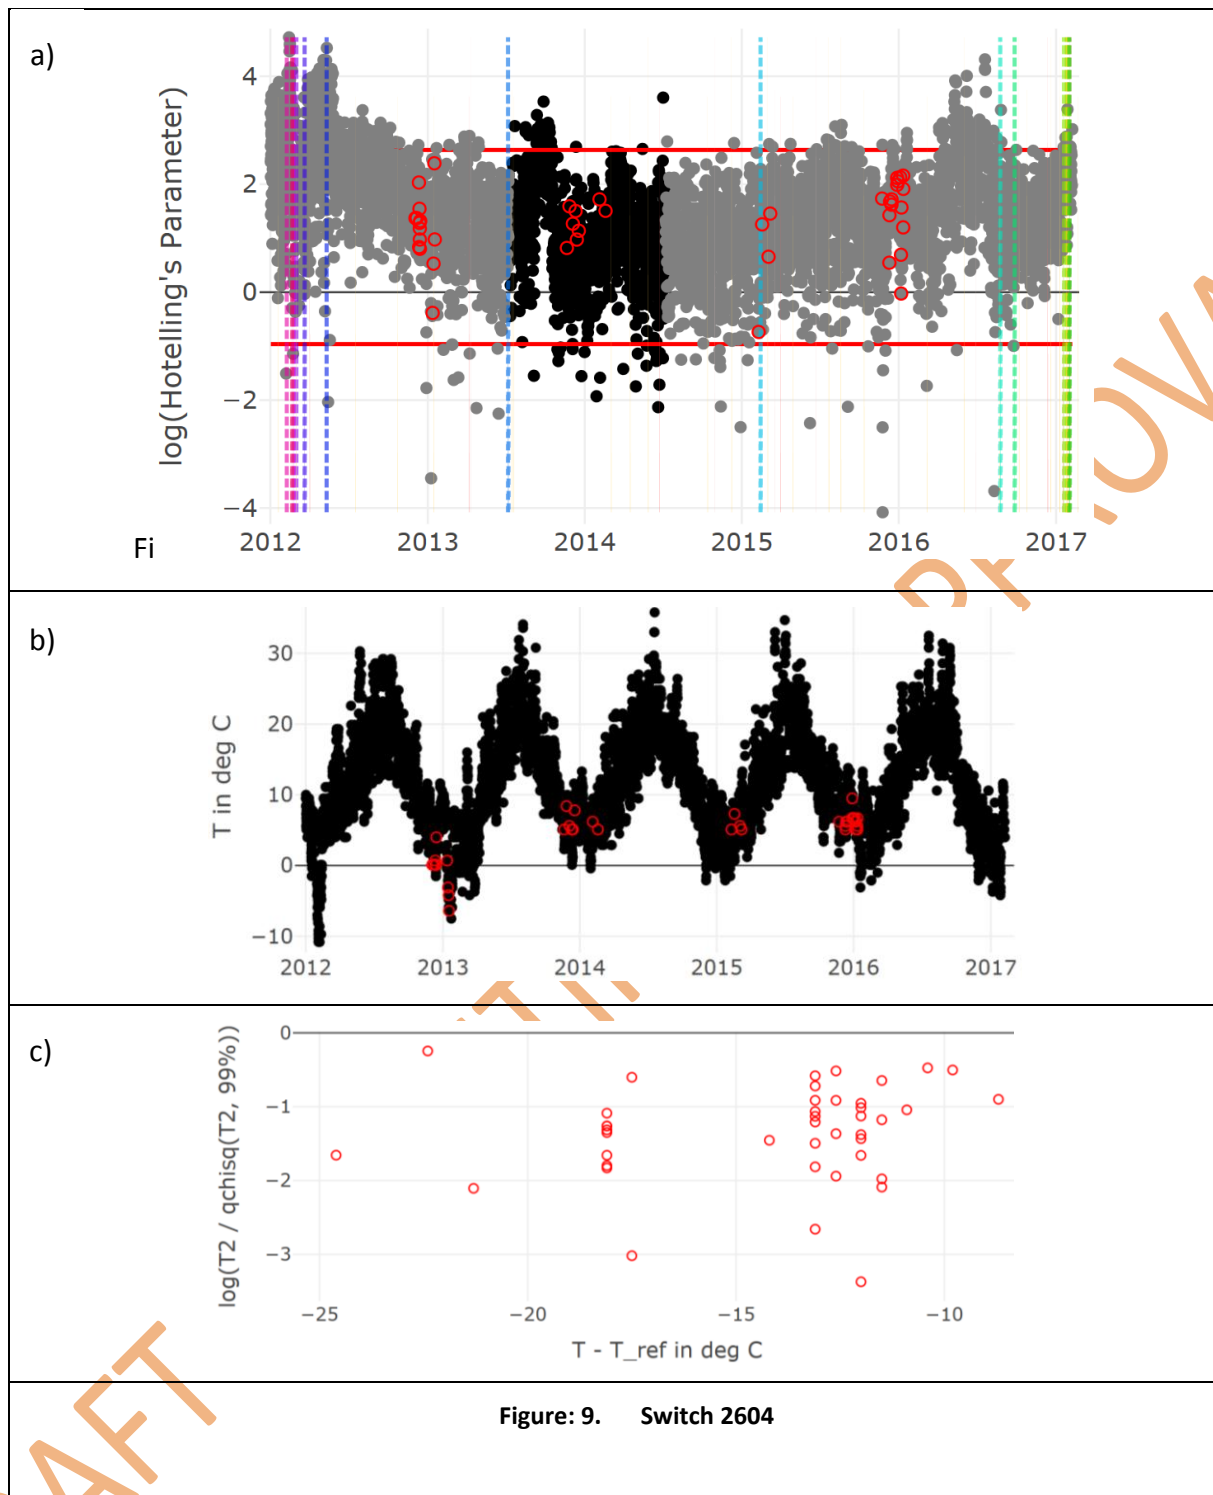 a)
log(Hotelling's Parameter)
4
2
0
−2
−4
2012 2013 2014 2015 2016 2017
Fi
b)
T in deg C
30
20
10
0
−10
2012 2013 2014 2015 2016 2017
c)
log(T2 / qchisq(T2, 99%))
0
−1
−2
−3
−25 −20 −15 −10
T - T_ref in deg C
Figure: 9. Switch 2604